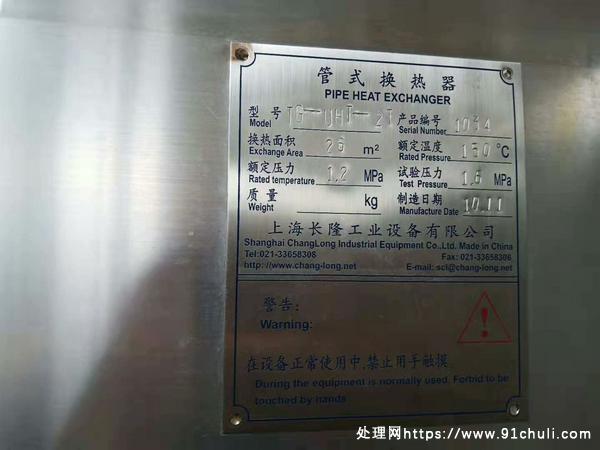 管式换热器
PIPE HEAT EXCHANGER
型号 TG-UHT-2T 产品编号 1034
Model Serial Number
换热面积 26 m² 额定温度 150 °C
Exchange Area Rated Pressure
额定压力 1.2 MPa 试验压力 1.5 MPa
Rated temperature Test Pressure
质量 kg 制造日期 10.11
Weight Manufacture Date
上海长隆工业设备有限公司
Shanghai ChangLong Industrial Equipment Co.,Ltd. Made in China
Tel:021-33658308 Fax: 021-33658306
http://www.chang-long.net E-mail: scl@chang-long.net
警告:
Warning:
在设备正常使用中,禁止用手触摸
During the equipment is normally used. Forbid to be
touched by hands
处理网https://www.91chuli.com